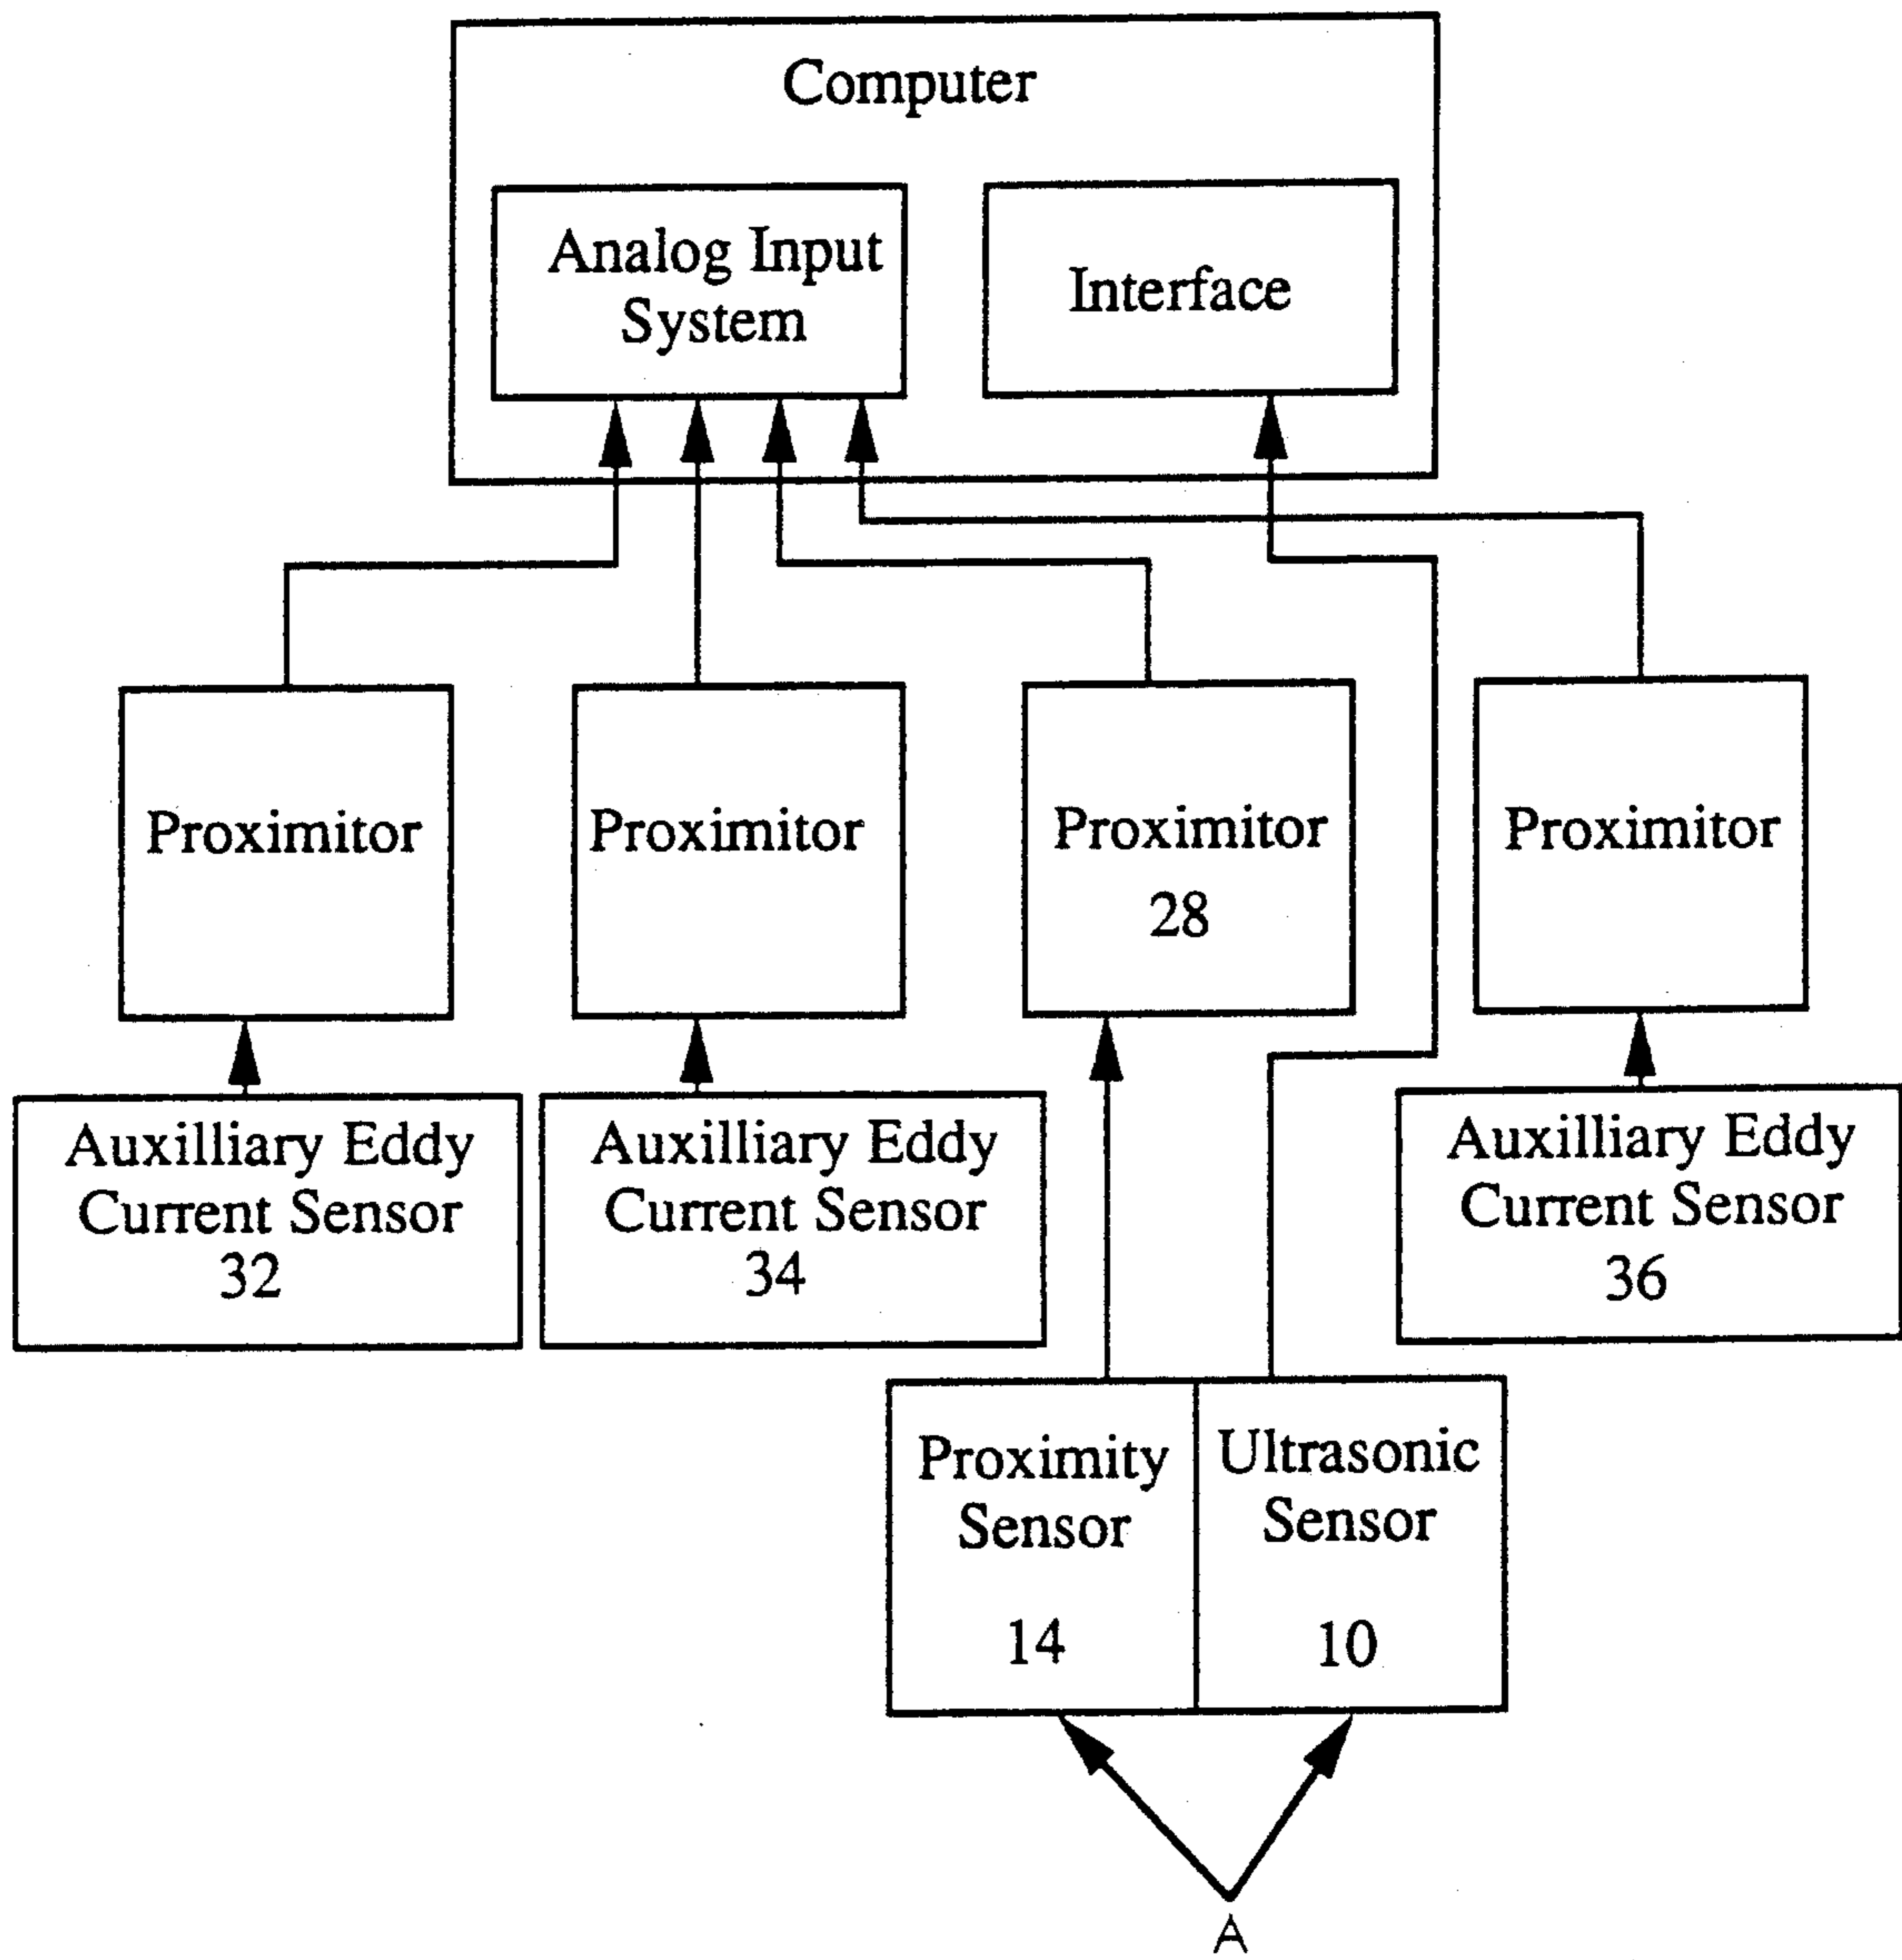 Computer
Analog Input
System
Interface
Proximitor
Proximitor
Proximitor
28
Proximitor
Auxilliary Eddy
Current Sensor
32
Auxilliary Eddy
Current Sensor
34
Auxilliary Eddy
Current Sensor
36
Proximity
Sensor
14
Ultrasonic
Sensor
10
A